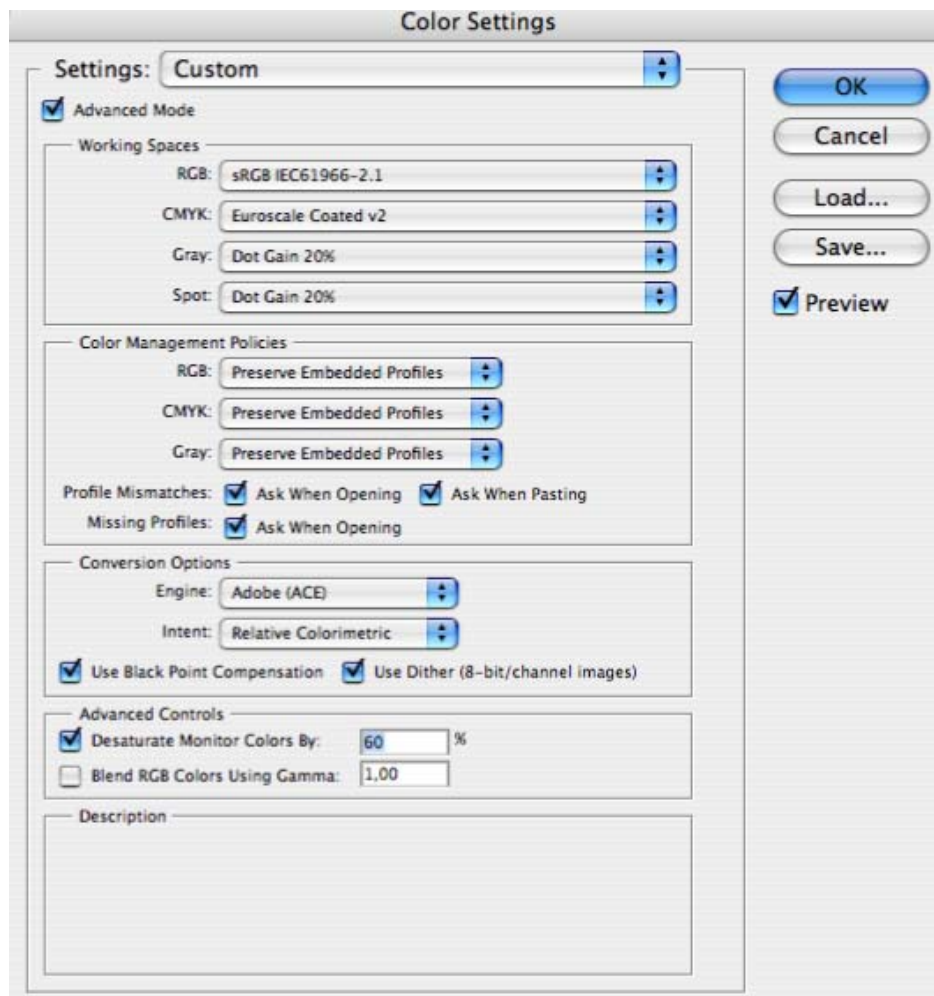 Color Settings
Settings: Custom
OK
Advanced Mode
Cancel
Working Spaces
RGB: sRGB IEC61966-2.1
Load...
CMYK: Euroscale Coated v2
Save...
Gray: Dot Gain 20%
Spot: Dot Gain 20%
Preview
Color Management Policies
RGB: Preserve Embedded Profiles
CMYK: Preserve Embedded Profiles
Gray: Preserve Embedded Profiles
Profile Mismatches: Ask When Opening Ask When Pasting
Missing Profiles: Ask When Opening
Conversion Options
Engine: Adobe (ACE)
Intent: Relative Colorimetric
Use Black Point Compensation Use Dither (8-bit/channel images)
Advanced Controls
Desaturate Monitor Colors By: 60 %
Blend RGB Colors Using Gamma: 1,00
Description